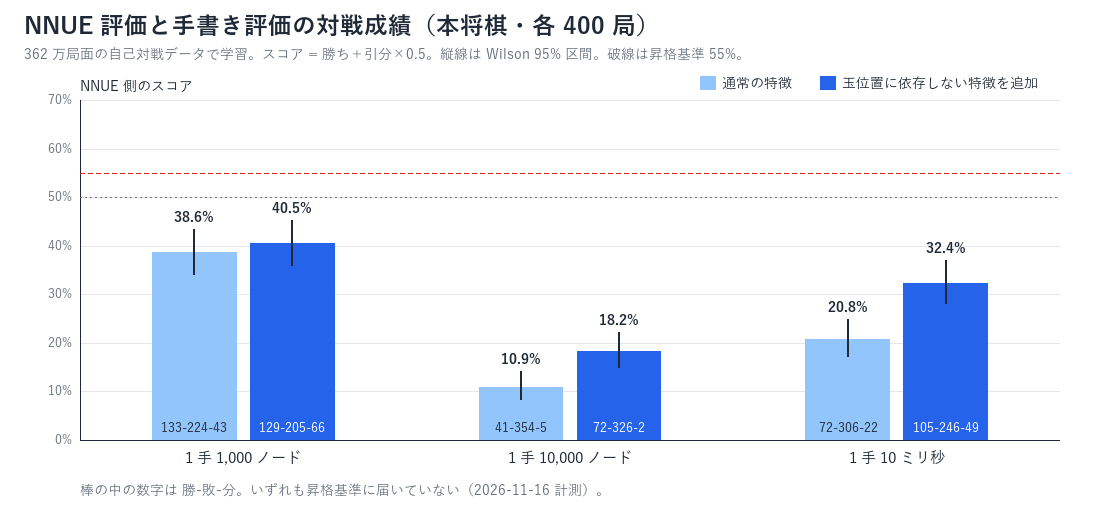 NNUE 評価と手書き評価の対戦成績（本将棋・各 400 局）
362 万局面の自己対戦データで学習。スコア = 勝ち＋引分×0.5。縦線は Wilson 95% 区間。破線は昇格基準 55%。
NNUE 側のスコア
通常の特徴
玉位置に依存しない特徴を追加
70%
60%
50%
40%
30%
20%
10%
0%
38.6%
40.5%
10.9%
18.2%
20.8%
32.4%
133-224-43
129-205-66
41-354-5
72-326-2
72-306-22
105-246-49
1 手 1,000 ノード
1 手 10,000 ノード
1 手 10 ミリ秒
棒の中の数字は 勝-敗-分。いずれも昇格基準に届いていない（2026-11-16 計測）。